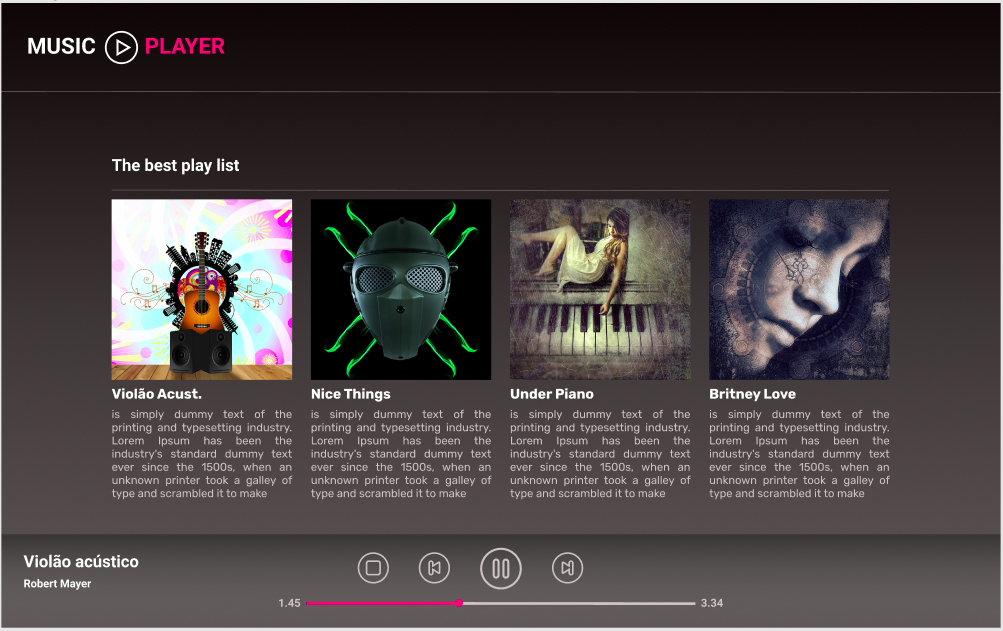 MUSIC PLAYER
The best play list
Violão Acust.
is simply dummy text of the
printing and typesetting industry.
Lorem Ipsum has been the
industry's standard dummy text
ever since the 1500s, when an
unknown printer took a galley of
type and scrambled it to make
Nice Things
is simply dummy text of the
printing and typesetting industry.
Lorem Ipsum has been the
industry's standard dummy text
ever since the 1500s, when an
unknown printer took a galley of
type and scrambled it to make
Under Piano
is simply dummy text of the
printing and typesetting industry.
Lorem Ipsum has been the
industry's standard dummy text
ever since the 1500s, when an
unknown printer took a galley of
type and scrambled it to make
Britney Love
is simply dummy text of the
printing and typesetting industry.
Lorem Ipsum has been the
industry's standard dummy text
ever since the 1500s, when an
unknown printer took a galley of
type and scrambled it to make
Violão acústico
Robert Mayer
1.45 3.34